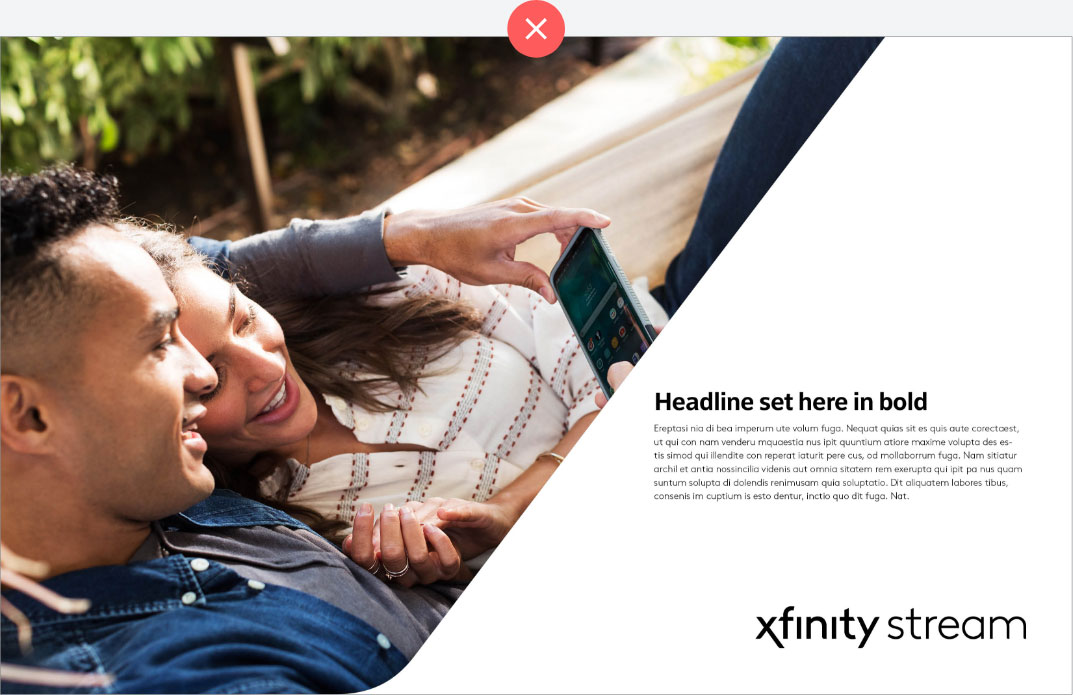 Headline set here in bold
Ereptasi nia di bea imperum ute volum fuga. Nequat quias sit es quis aute corectaest,
ut qui con nam venderu mquaestia nus ipit quuntium atiore maxime volupta des es-
tis simod qui illendite con reperat iaturit pere cus, od mollaborrum fuga. Nam sitiatur
archil et antia nossincilia videnis aut omnia sitatem rem exerupta qui ipit pa nus quam
suntum solupta di dolendis renimusam quia soluptatio. Dit aliquatem labores tibus,
consenis im cuptium is esto dentur, inctio quo dit fuga. Nat.
xfinity stream